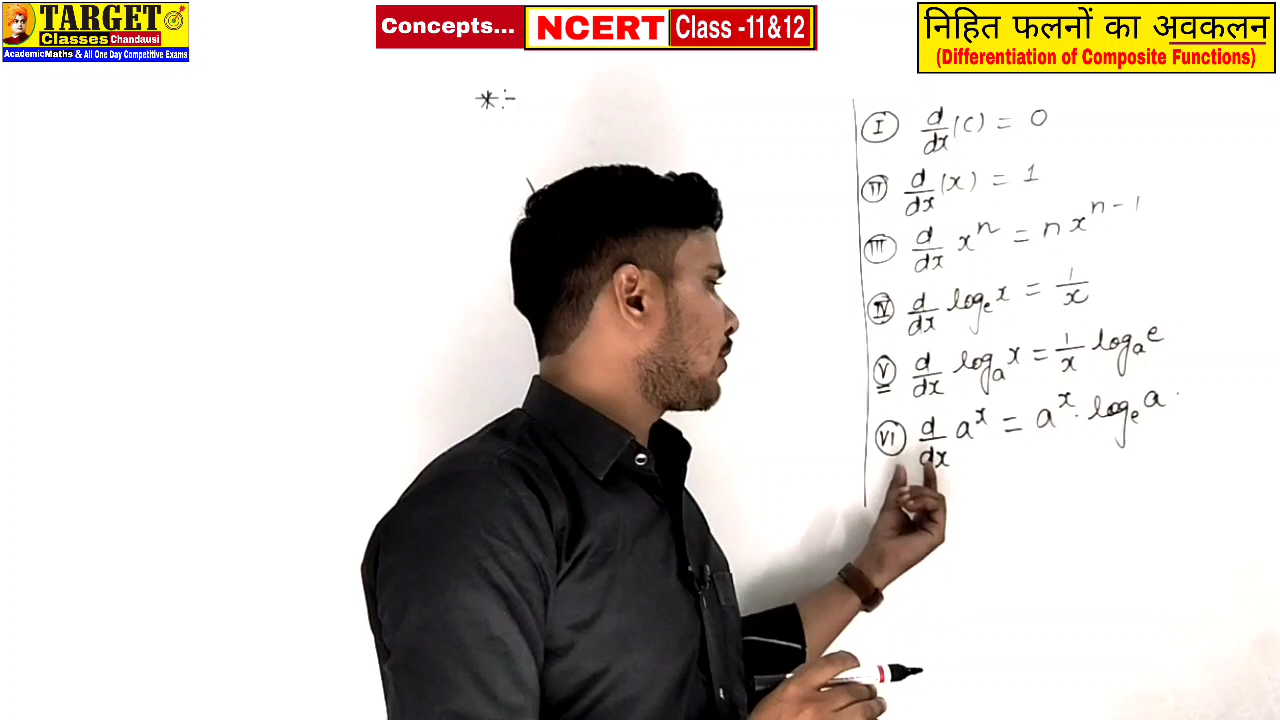 TARGET
Classes Chandausi
AcademicMaths & All One Day Competitive Exams
Concepts... NCERT Class -11&12
निहित फलनों का अवकलन
(Differentiation of Composite Functions)
*:-
(I) d/dx (c) = 0
(II) d/dx (x) = 1
(III) d/dx x^n = n x^(n-1)
(IV) d/dx log_e x = 1/x
(V) d/dx log_a x = 1/x log_a e
(VI) d/dx a^x = a^x . log_e a .